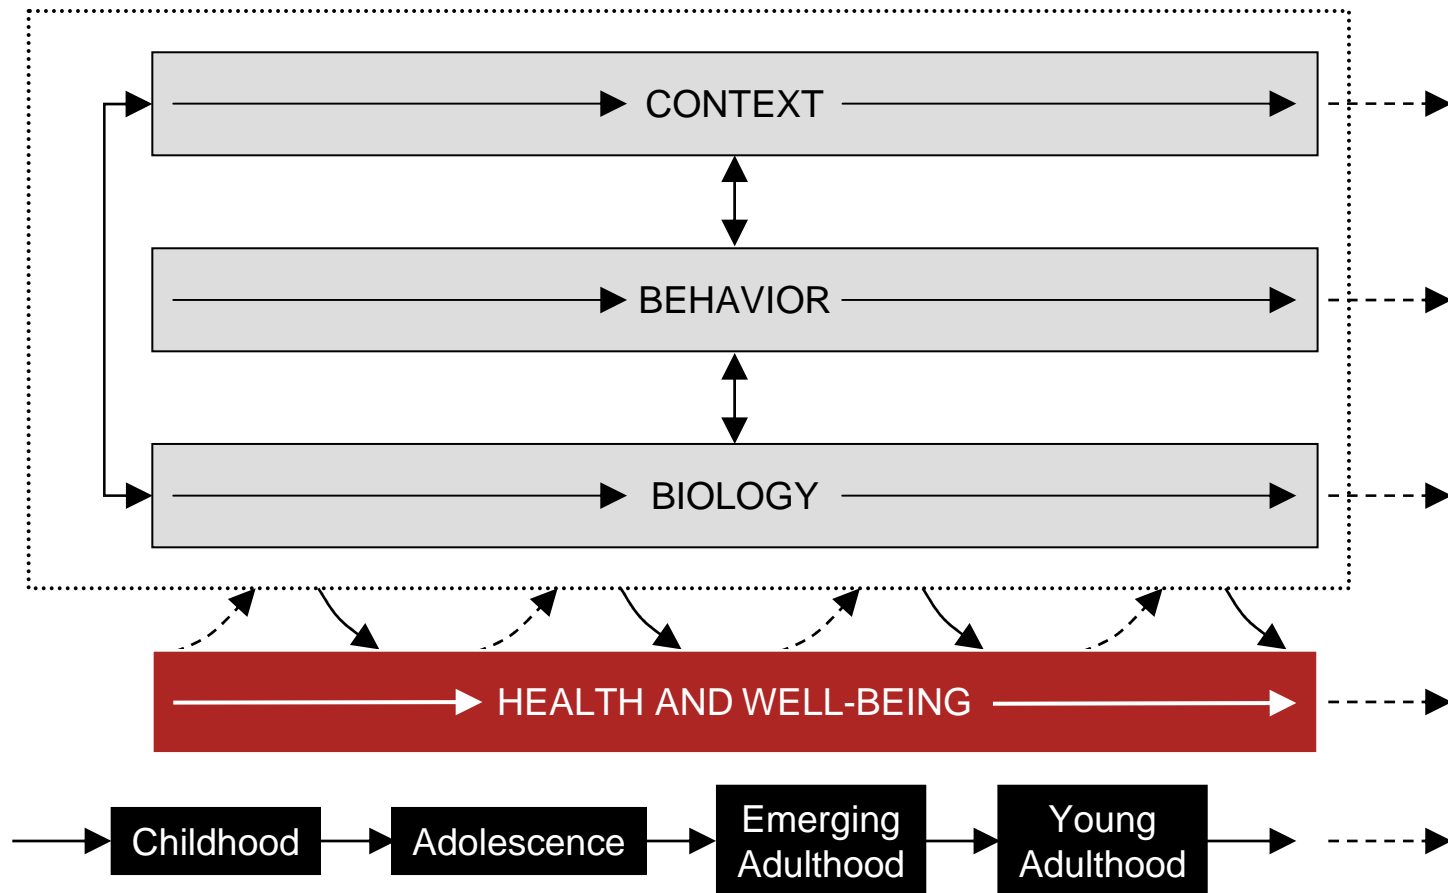 CONTEXT
BEHAVIOR
BIOLOGY
HEALTH AND WELL-BEING
Childhood
Adolescence
Emerging
Adulthood
Young
Adulthood